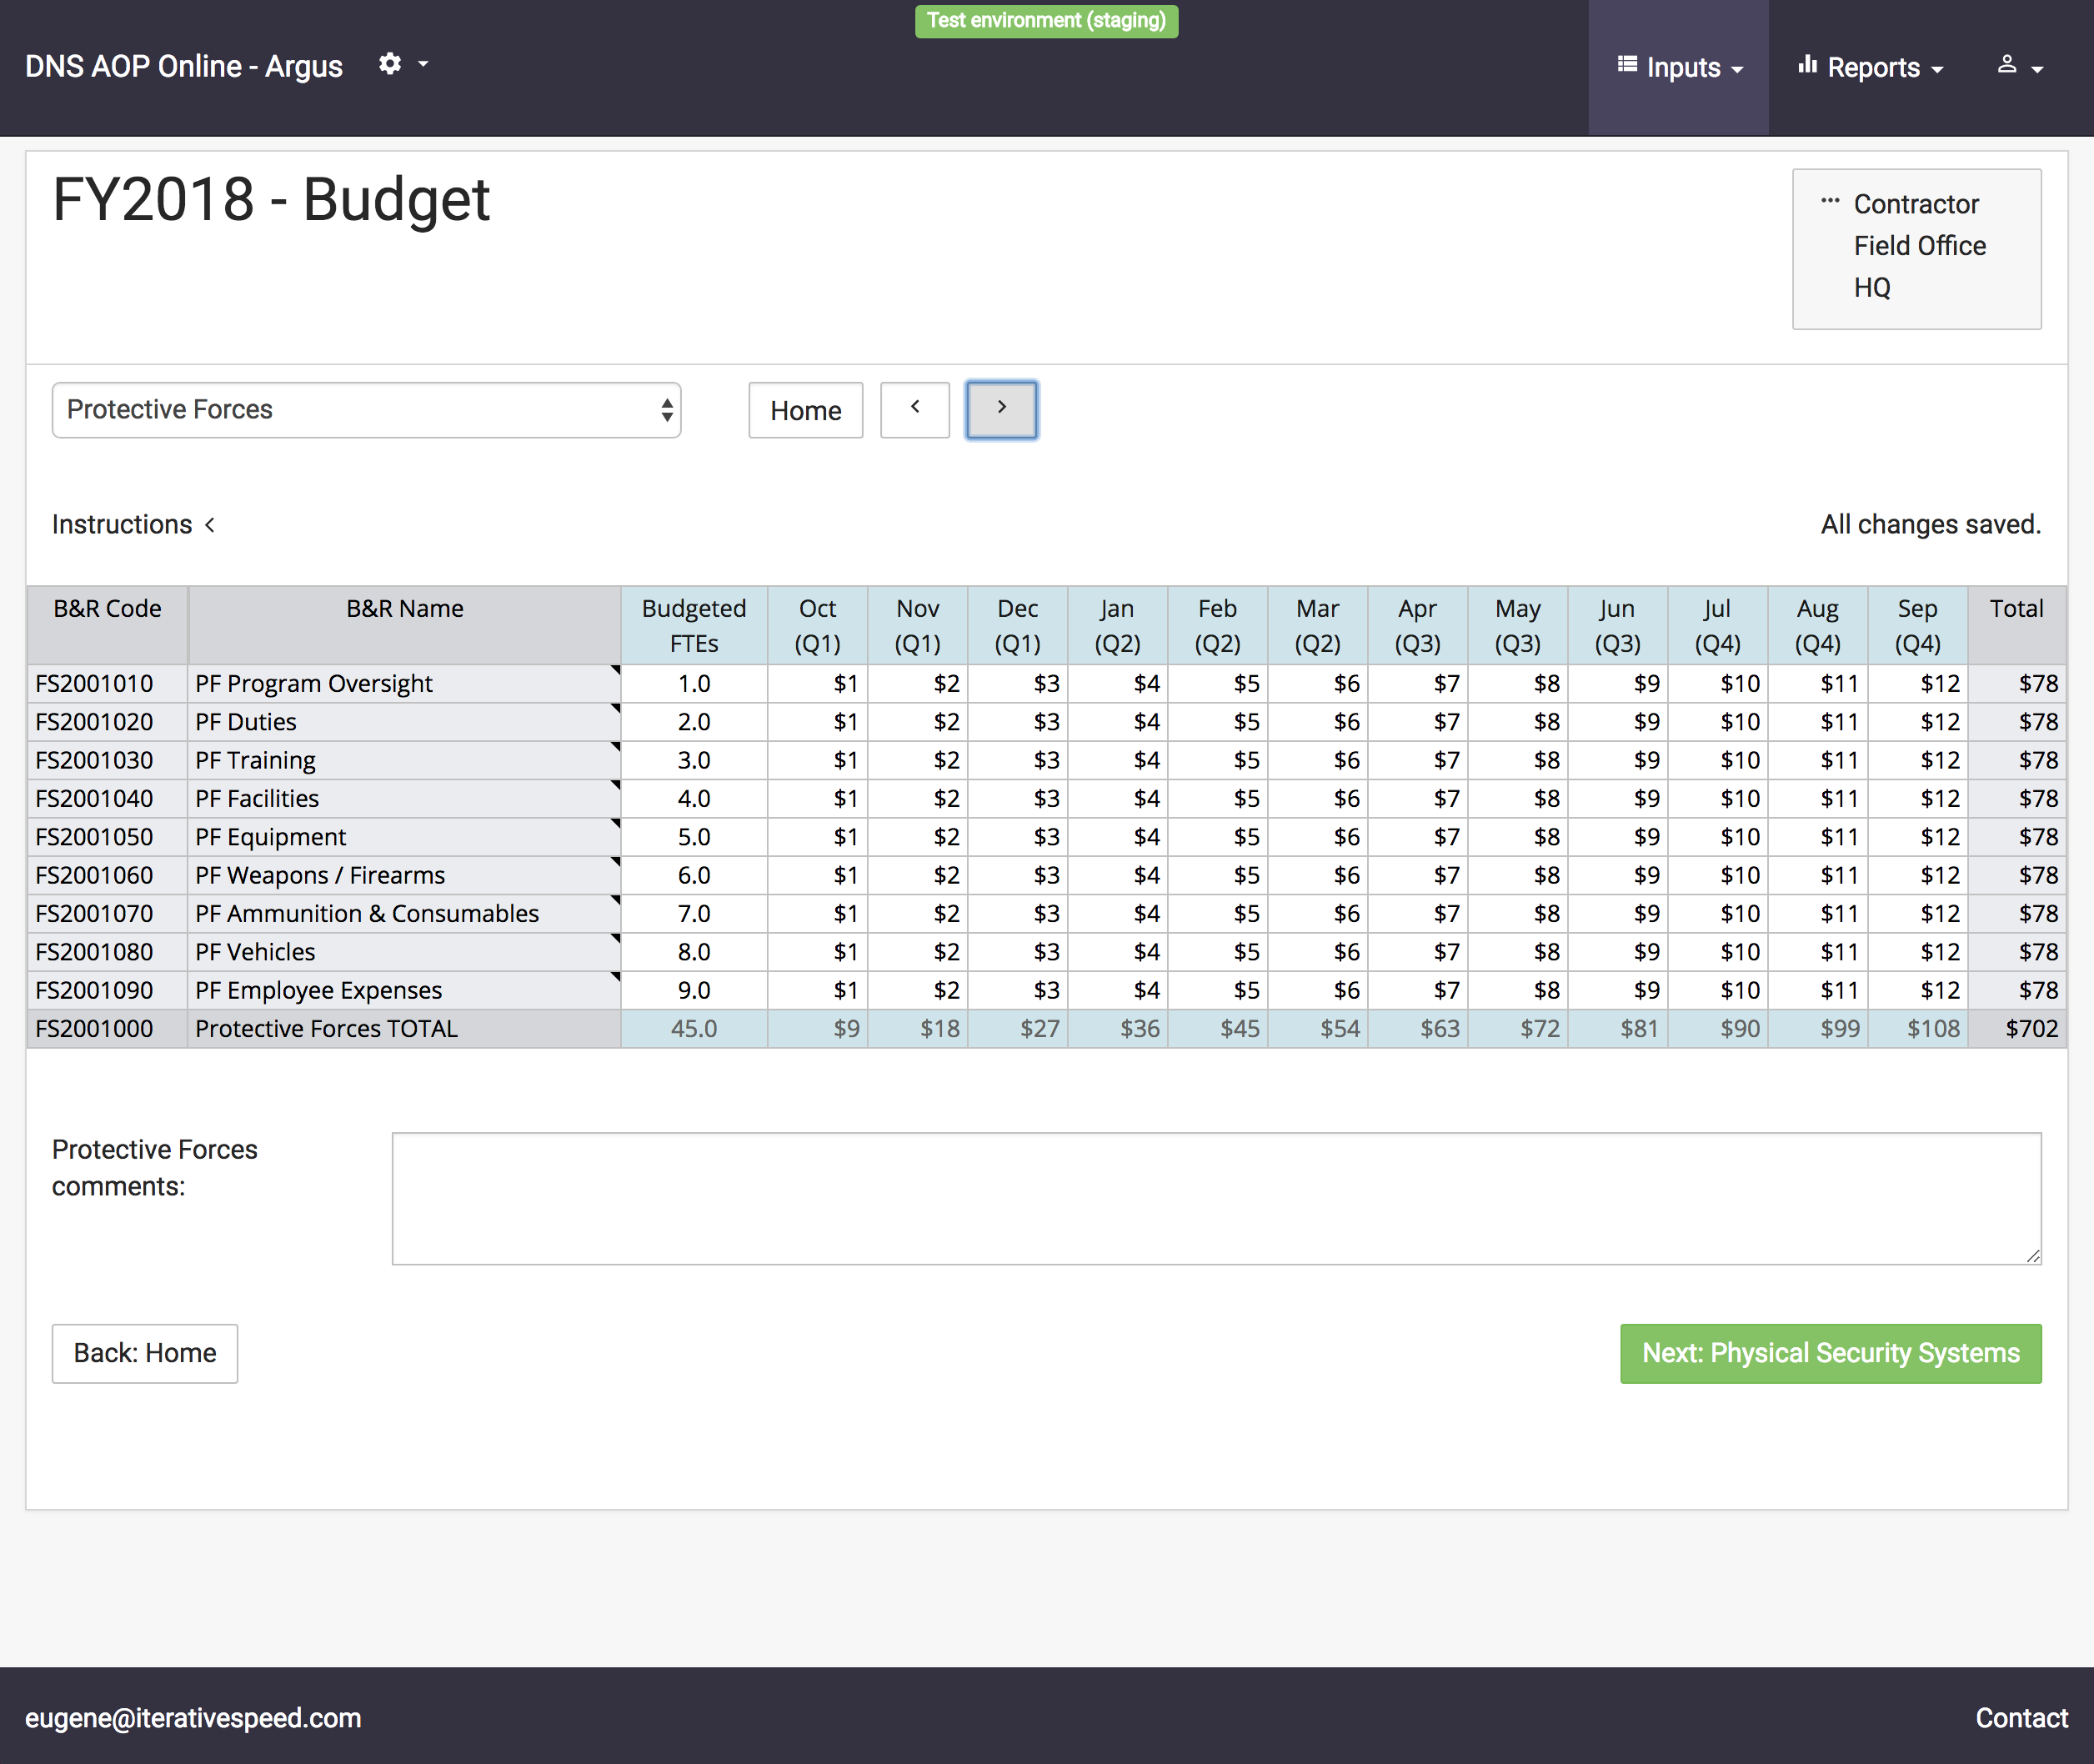 Test environment (staging)
DNS AOP Online - Argus
Inputs
Reports
FY2018 - Budget
Contractor
Field Office
HQ
Protective Forces
Home
Instructions
All changes saved.
B&R Code B&R Name Budgeted FTEs Oct (Q1) Nov (Q1) Dec (Q1) Jan (Q2) Feb (Q2) Mar (Q2) Apr (Q3) May (Q3) Jun (Q3) Jul (Q4) Aug (Q4) Sep (Q4) Total
FS2001010 PF Program Oversight 1.0 $1 $2 $3 $4 $5 $6 $7 $8 $9 $10 $11 $12 $78
FS2001020 PF Duties 2.0 $1 $2 $3 $4 $5 $6 $7 $8 $9 $10 $11 $12 $78
FS2001030 PF Training 3.0 $1 $2 $3 $4 $5 $6 $7 $8 $9 $10 $11 $12 $78
FS2001040 PF Facilities 4.0 $1 $2 $3 $4 $5 $6 $7 $8 $9 $10 $11 $12 $78
FS2001050 PF Equipment 5.0 $1 $2 $3 $4 $5 $6 $7 $8 $9 $10 $11 $12 $78
FS2001060 PF Weapons / Firearms 6.0 $1 $2 $3 $4 $5 $6 $7 $8 $9 $10 $11 $12 $78
FS2001070 PF Ammunition & Consumables 7.0 $1 $2 $3 $4 $5 $6 $7 $8 $9 $10 $11 $12 $78
FS2001080 PF Vehicles 8.0 $1 $2 $3 $4 $5 $6 $7 $8 $9 $10 $11 $12 $78
FS2001090 PF Employee Expenses 9.0 $1 $2 $3 $4 $5 $6 $7 $8 $9 $10 $11 $12 $78
FS2001000 Protective Forces TOTAL 45.0 $9 $18 $27 $36 $45 $54 $63 $72 $81 $90 $99 $108 $702
Protective Forces
comments:
Back: Home
Next: Physical Security Systems
eugene@iterativespeed.com
Contact